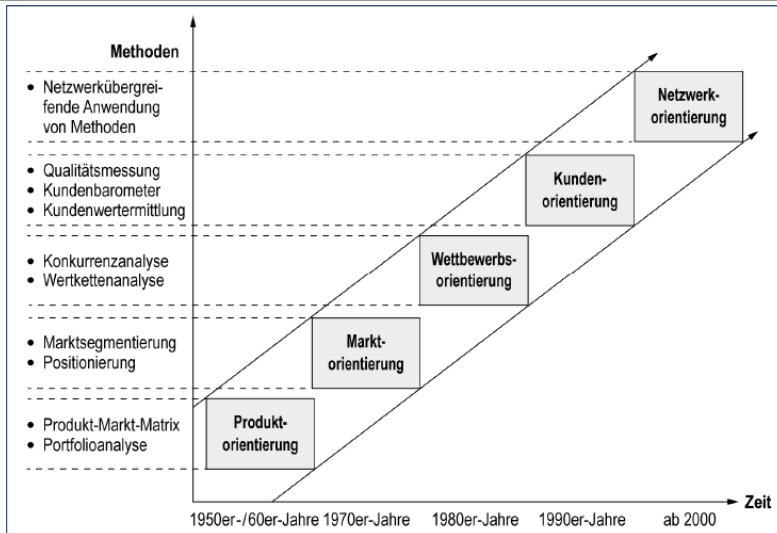 Methoden
• Netzwerkübergrei-
fende Anwendung
von Methoden
Netzwerk-
orientierung
• Qualitätsmessung
• Kundenbarometer
• Kundenwertermittlung
Kunden-
orientierung
• Konkurrenzanalyse
• Wertkettenanalyse
Wettbewerbs-
orientierung
• Marktsegmentierung
• Positionierung
Markt-
orientierung
• Produkt-Markt-Matrix
• Portfolioanalyse
Produkt-
orientierung
Zeit
1950er-/60er-Jahre 1970er-Jahre 1980er-Jahre 1990er-Jahre ab 2000